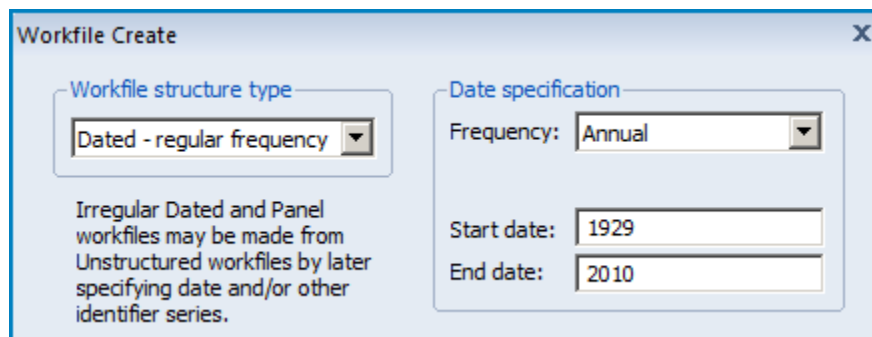 Workfile Create
X
Workfile structure type
Dated - regular frequency
Irregular Dated and Panel
workfiles may be made from
Unstructured workfiles by later
specifying date and/or other
identifier series.
Date specification
Frequency: Annual
Start date: 1929
End date: 2010